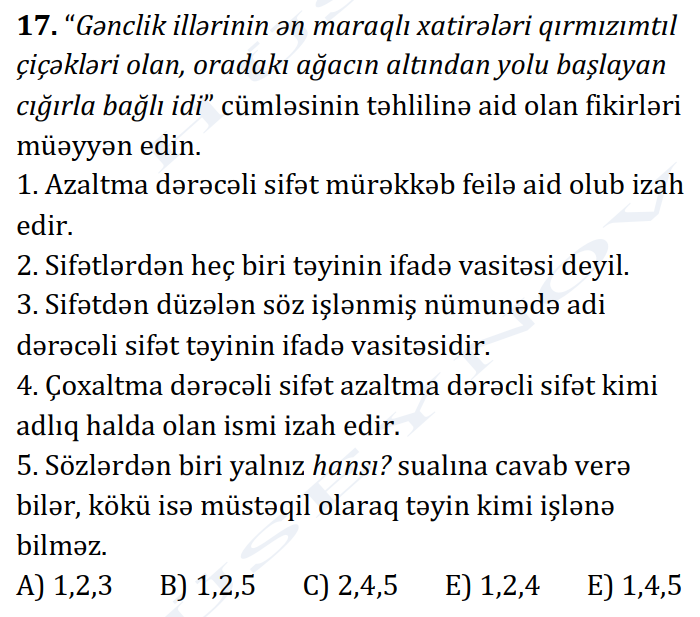 17. “Gənclik illərinin ən maraqlı xatirələri qırmızımtıl
çiçəkləri olan, oradakı ağacın altından yolu başlayan
cığırla bağlı idi” cümləsinin təhlilinə aid olan fikirləri
müəyyən edin.
1. Azaltma dərəcəli sifət mürəkkəb feilə aid olub izah
edir.
2. Sifətlərdən heç biri təyinin ifadə vasitəsi deyil.
3. Sifətdən düzələn söz işlənmiş nümunədə adi
dərəcəli sifət təyinin ifadə vasitəsidir.
4. Çoxaltma dərəcəli sifət azaltma dərəcli sifət kimi
adlıq halda olan ismi izah edir.
5. Sözlərdən biri yalnız hansı? sualına cavab verə
bilər, kökü isə müstəqil olaraq təyin kimi işlənə
bilməz.
A) 1,2,3 B) 1,2,5 C) 2,4,5 E) 1,2,4 E) 1,4,5
HUSEYNOV